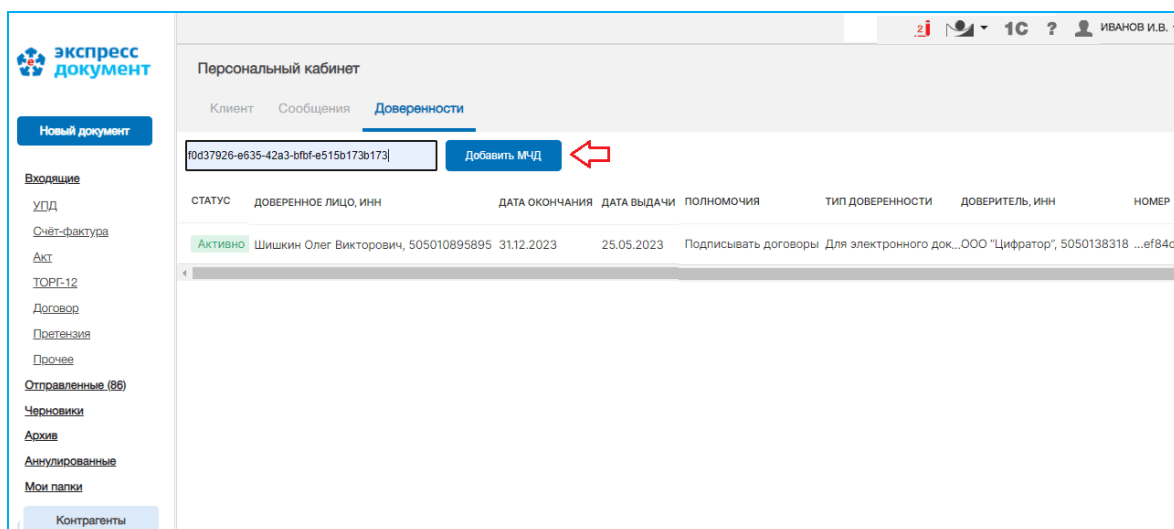 2 1С ? ИВАНОВ И.В.
экспресс
документ
Персональный кабинет
Клиент Сообщения Доверенности
Новый документ
f0d37926-e635-42a3-bfbf-e515b173b173
Добавить МЧД
Входящие
УПД
Счёт-фактура
Акт
ТОРГ-12
Договор
Претензия
Прочее
Отправленные (86)
Черновики
Архив
Аннулированные
Мои папки
Контрагенты
СТАТУС ДОВЕРЕННОЕ ЛИЦО, ИНН ДАТА ОКОНЧАНИЯ ДАТА ВЫДАЧИ ПОЛНОМОЧИЯ ТИП ДОВЕРЕННОСТИ ДОВЕРИТЕЛЬ, ИНН НОМЕР
Активно Шишкин Олег Викторович, 505010895895 31.12.2023 25.05.2023 Подписывать договоры Для электронного док... ООО "Цифратор", 5050138318 ...ef84c